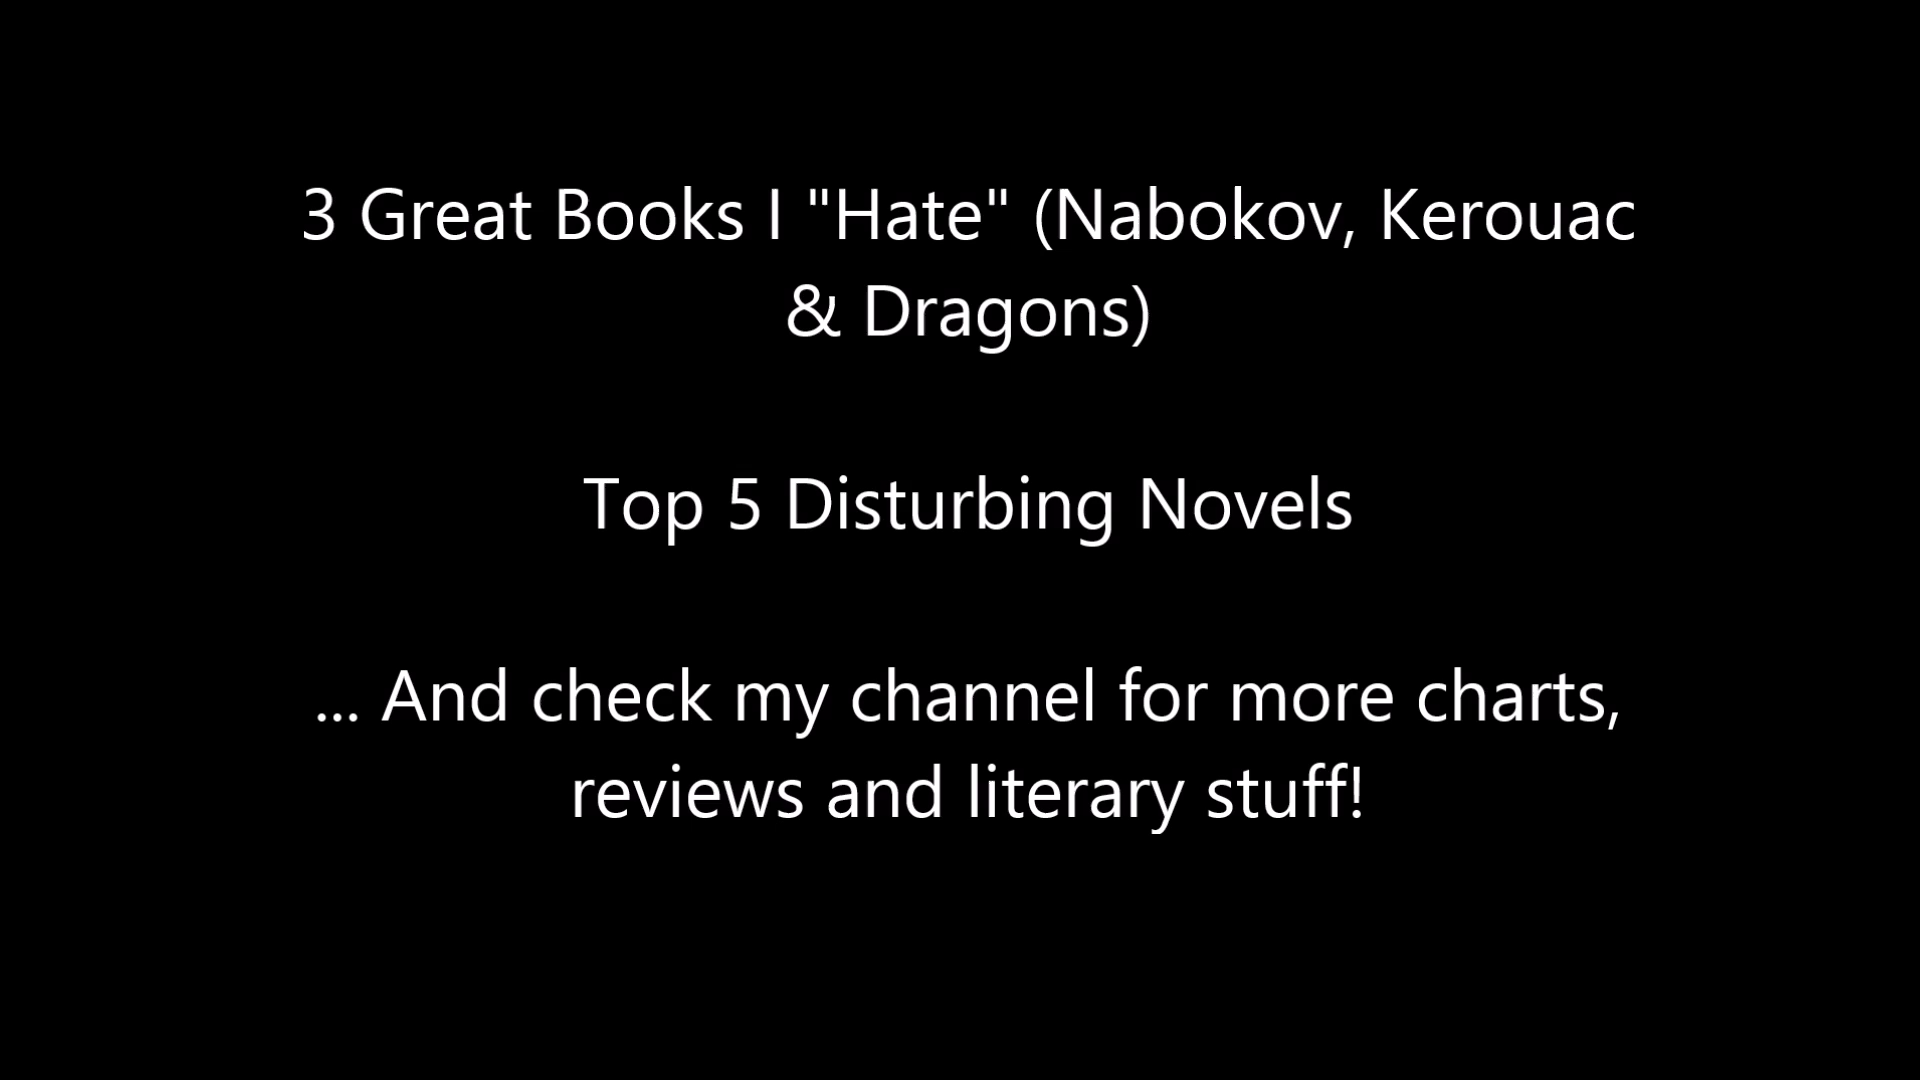 3 Great Books I "Hate" (Nabokov, Kerouac
& Dragons)
Top 5 Disturbing Novels
... And check my channel for more charts,
reviews and literary stuff!